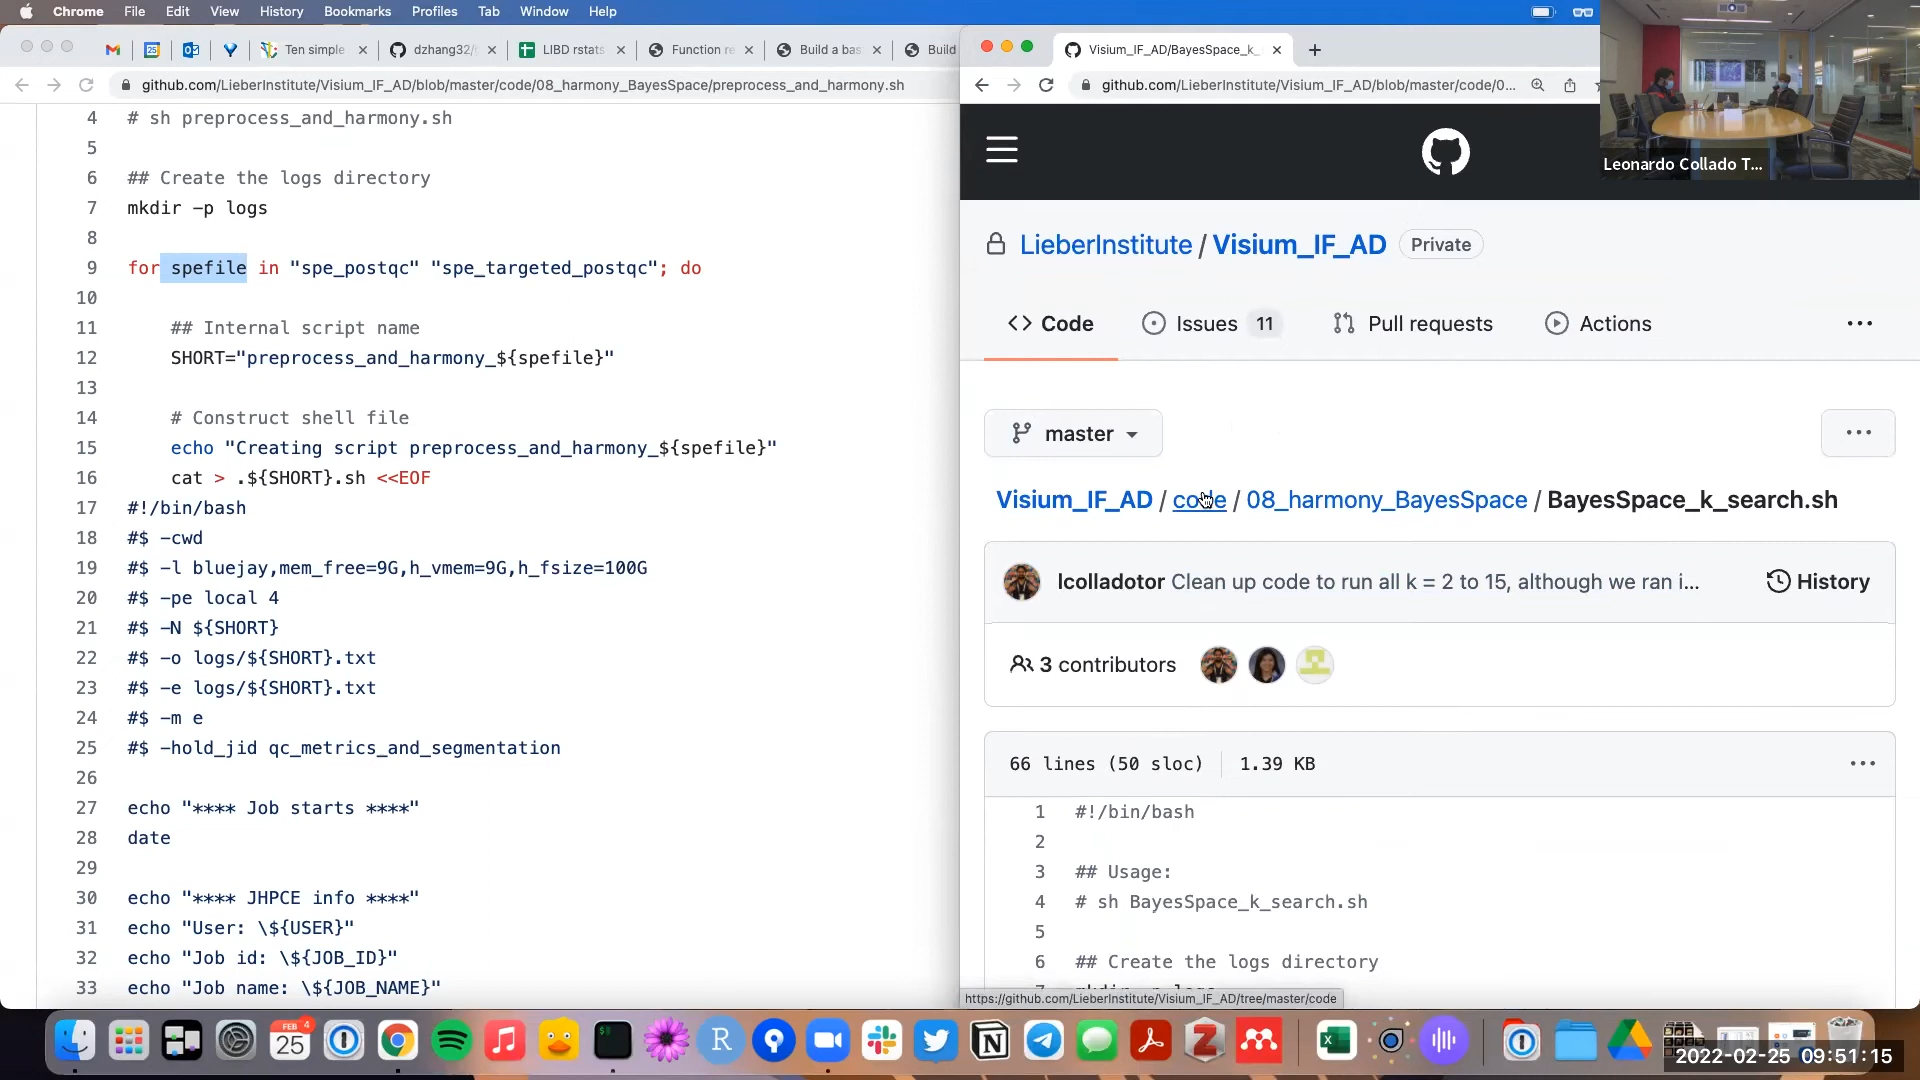 Chrome File Edit View History Bookmarks Profiles Tab Window Help
Ten simple
dzhang32/
LIBD rstats
Function re
Build a bas
Build
Visium_IF_AD/BayesSpace_k_
github.com/LieberInstitute/Visium_IF_AD/blob/master/code/08_harmony_BayesSpace/preprocess_and_harmony.sh
github.com/LieberInstitute/Visium_IF_AD/blob/master/code/0...
4 # sh preprocess_and_harmony.sh
5
6 ## Create the logs directory
7 mkdir -p logs
8
9 for spefile in "spe_postqc" "spe_targeted_postqc"; do
10
11 ## Internal script name
12 SHORT="preprocess_and_harmony_${spefile}"
13
14 # Construct shell file
15 echo "Creating script preprocess_and_harmony_${spefile}"
16 cat > .${SHORT}.sh <<EOF
17 #!/bin/bash
18 #$ -cwd
19 #$ -l bluejay,mem_free=9G,h_vmem=9G,h_fsize=100G
20 #$ -pe local 4
21 #$ -N ${SHORT}
22 #$ -o logs/${SHORT}.txt
23 #$ -e logs/${SHORT}.txt
24 #$ -m e
25 #$ -hold_jid qc_metrics_and_segmentation
26
27 echo "**** Job starts ****"
28 date
29
30 echo "**** JHPCE info ****"
31 echo "User: \${USER}"
32 echo "Job id: \${JOB_ID}"
33 echo "Job name: \${JOB_NAME}"
Leonardo Collado T...
LieberInstitute / Visium_IF_AD Private
Code Issues 11 Pull requests Actions ...
master
...
Visium_IF_AD / code / 08_harmony_BayesSpace / BayesSpace_k_search.sh
lcolladotor Clean up code to run all k = 2 to 15, although we ran i... History
3 contributors
66 lines (50 sloc) 1.39 KB ...
1 #!/bin/bash
2
3 ## Usage:
4 # sh BayesSpace_k_search.sh
5
6 ## Create the logs directory
https://github.com/LieberInstitute/Visium_IF_AD/tree/master/code
FEB 4
25
2022-02-25 09:51:15